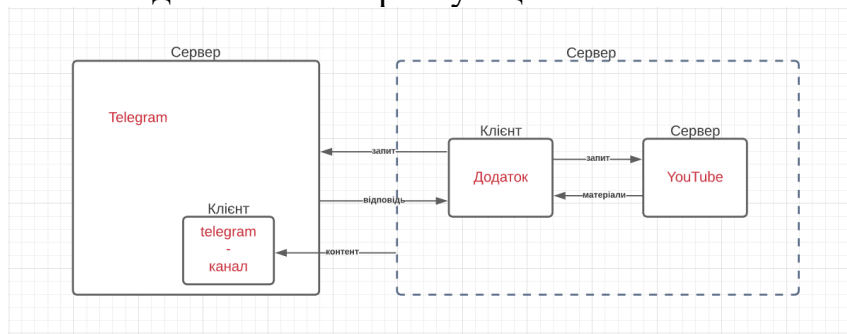 Сервер
Telegram
Клієнт
telegram
-
канал
запит
відповідь
контент
Сервер
Клієнт
Додаток
запит
матеріали
Сервер
YouTube